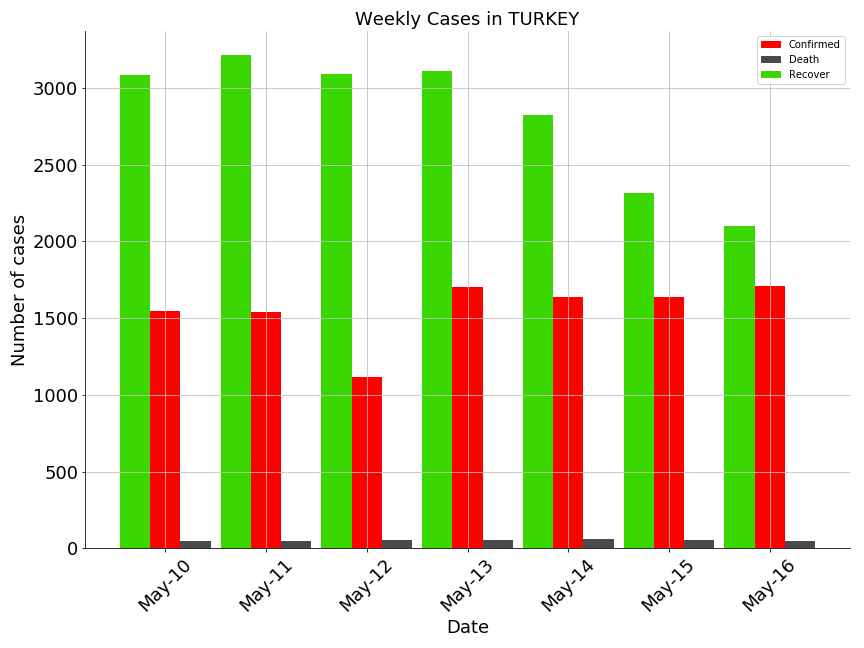 Weekly Cases in TURKEY
Confirmed
Death
Recover
Number of cases
3000
2500
2000
1500
1000
500
0
May-10
May-11
May-12
May-13
May-14
May-15
May-16
Date